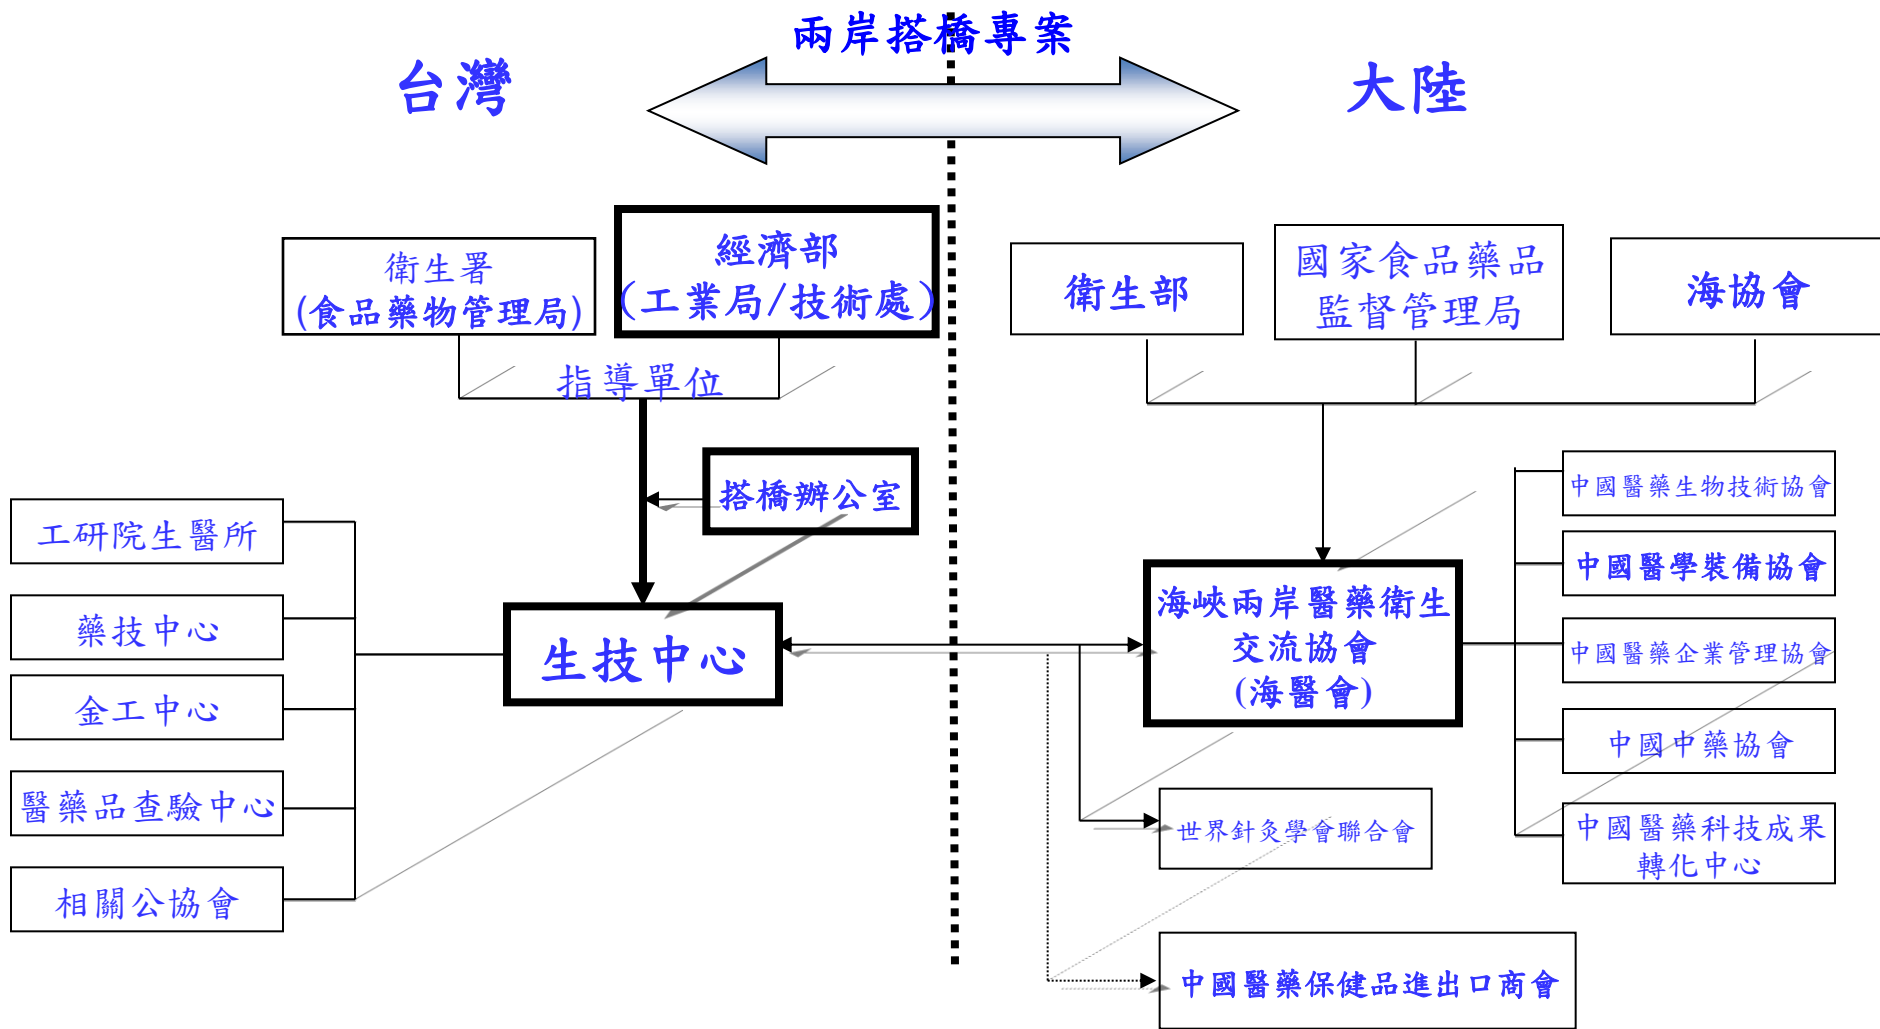 兩岸搭橋專案
台灣
大陸
衛生署
(食品藥物管理局)
經濟部
(工業局/技術處)
指導單位
搭橋辦公室
生技中心
工研院生醫所
藥技中心
金工中心
醫藥品查驗中心
相關公協會
衛生部
國家食品藥品
監督管理局
海協會
海峽兩岸醫藥衛生
交流協會
(海醫會)
中國醫藥生物技術協會
中國醫學裝備協會
中國醫藥企業管理協會
中國中藥協會
中國醫藥科技成果
轉化中心
世界針灸學會聯合會
中國醫藥保健品進出口商會